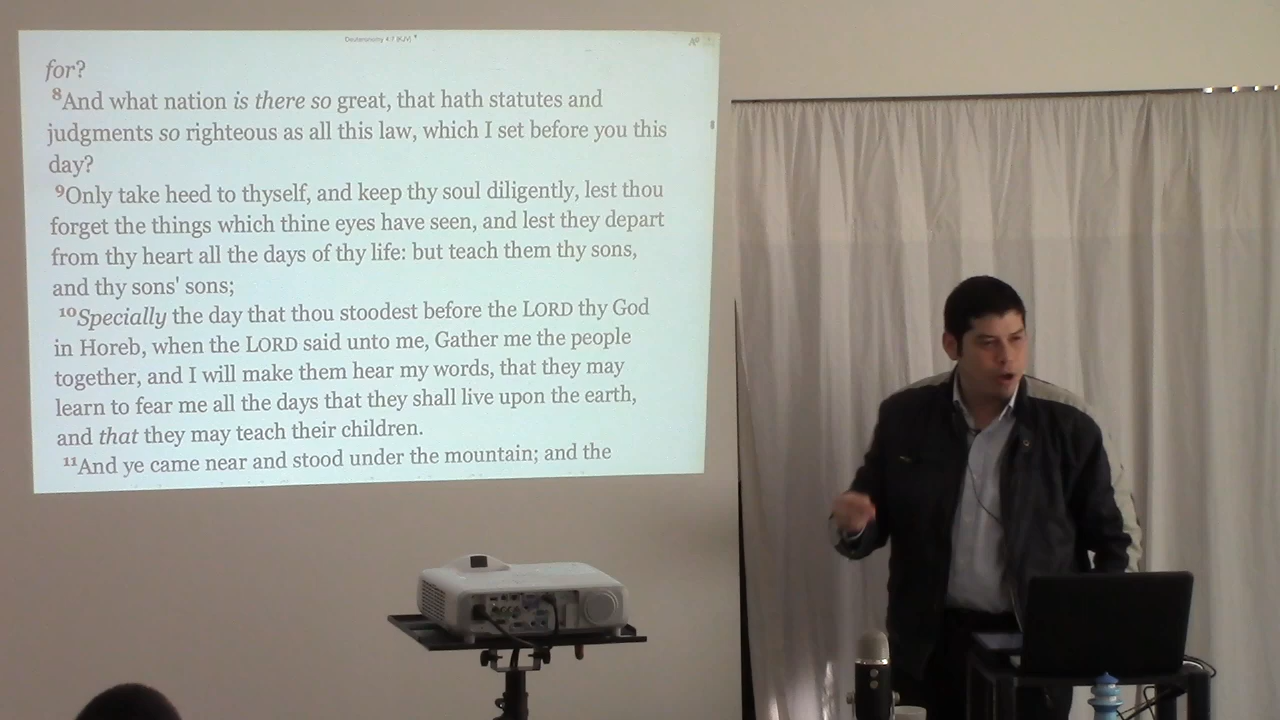 Deuteronomy 4:7 (KJV)
for?
8And what nation is there so great, that hath statutes and
judgments so righteous as all this law, which I set before you this
day?
9Only take heed to thyself, and keep thy soul diligently, lest thou
forget the things which thine eyes have seen, and lest they depart
from thy heart all the days of thy life: but teach them thy sons,
and thy sons' sons;
10Specially the day that thou stoodest before the LORD thy God
in Horeb, when the LORD said unto me, Gather me the people
together, and I will make them hear my words, that they may
learn to fear me all the days that they shall live upon the earth,
and that they may teach their children.
11And ye came near and stood under the mountain; and the